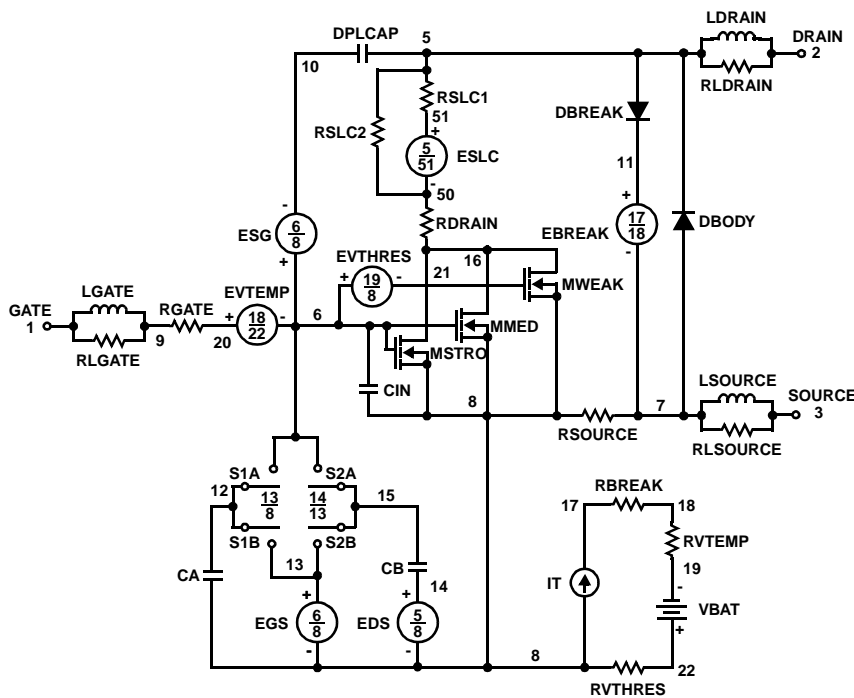 DPLCAP
5
LDRAIN
DRAIN
2
10
RLDRAIN
RSLC1
51
+
RSLC2
5
51
ESLC
-
50
DBREAK
11
+
17
18
EBREAK
-
DBODY
RDRAIN
-
ESG
6
8
+
EVTHRES
+
19
8
-
21
16
MWEAK
LGATE
GATE
1
RLGATE
9
RGATE
20
EVTEMP
+
18
22
-
6
MMED
MSTRO
CIN
8
RSOURCE
7
LSOURCE
SOURCE
3
RLSOURCE
S1A
S2A
12
13
8
14
13
15
S1B
S2B
13
CA
CB
14
+
EGS
6
8
-
+
EDS
5
8
-
8
RBREAK
17
18
RVTEMP
19
IT
-
VBAT
+
22
RVTHRES